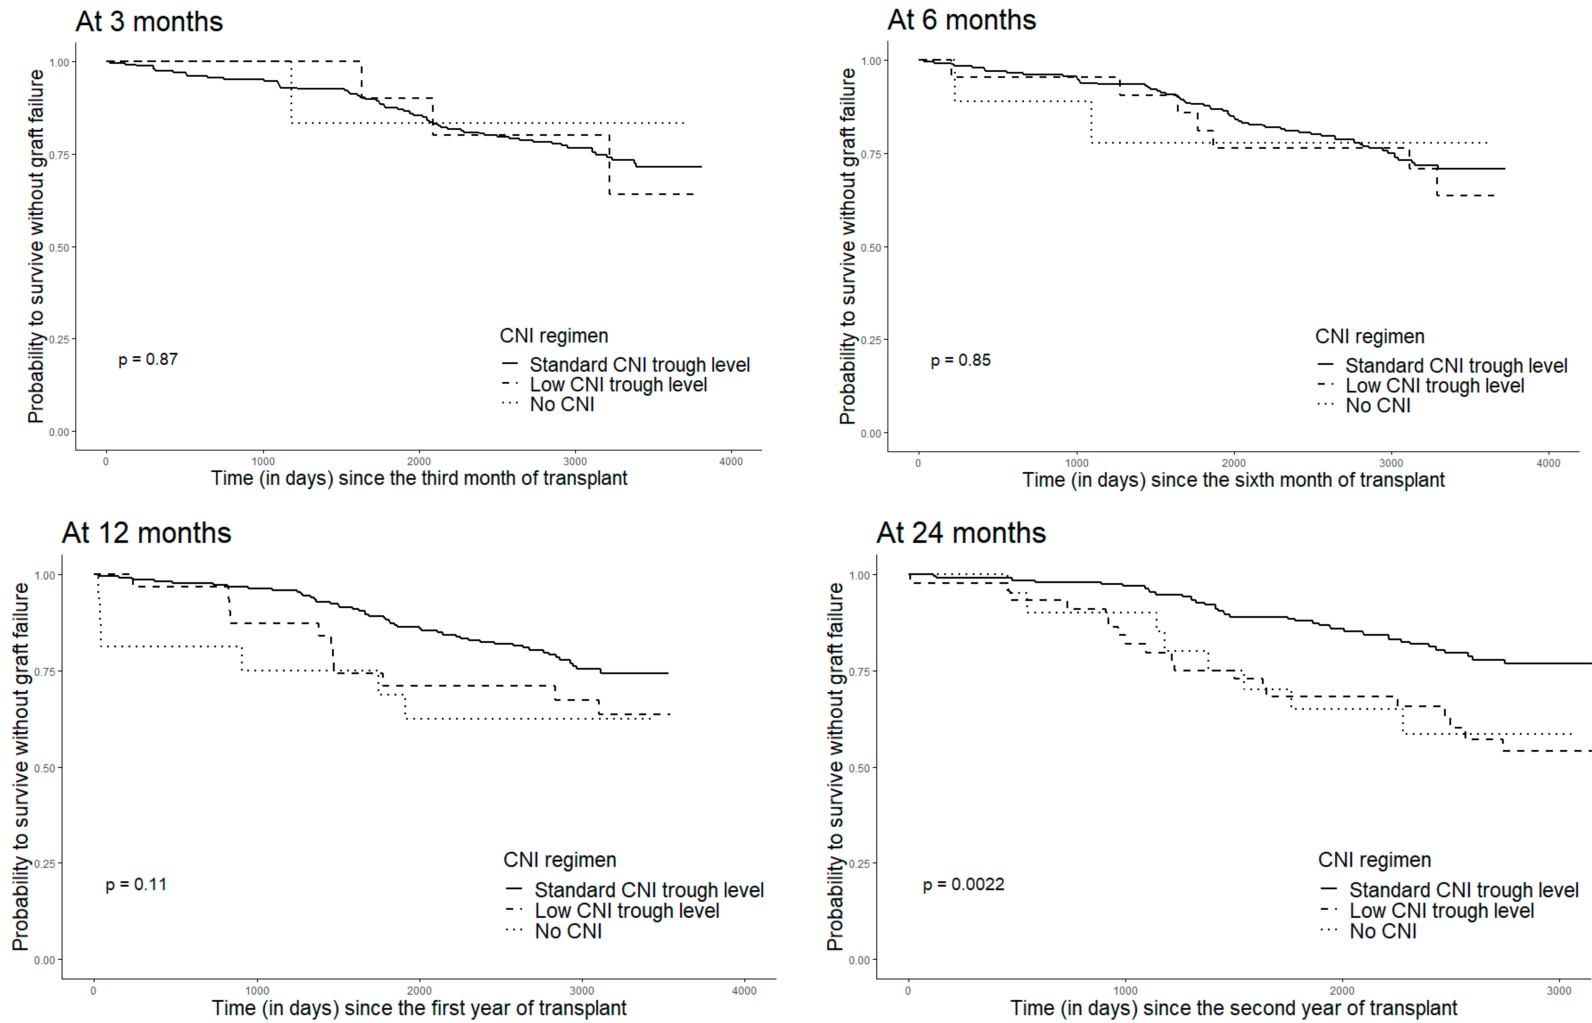 At 3 months
Probability to survive without graft failure
1.00
0.75
0.50
0.25
0.00
p = 0.87
CNI regimen
Standard CNI trough level
Low CNI trough level
No CNI
0 1000 2000 3000 4000
Time (in days) since the third month of transplant
At 6 months
Probability to survive without graft failure
1.00
0.75
0.50
0.25
0.00
p = 0.85
CNI regimen
Standard CNI trough level
Low CNI trough level
No CNI
0 1000 2000 3000 4000
Time (in days) since the sixth month of transplant
At 12 months
Probability to survive without graft failure
1.00
0.75
0.50
0.25
0.00
p = 0.11
CNI regimen
Standard CNI trough level
Low CNI trough level
No CNI
0 1000 2000 3000 4000
Time (in days) since the first year of transplant
At 24 months
Probability to survive without graft failure
1.00
0.75
0.50
0.25
0.00
p = 0.0022
CNI regimen
Standard CNI trough level
Low CNI trough level
No CNI
0 1000 2000 3000
Time (in days) since the second year of transplant